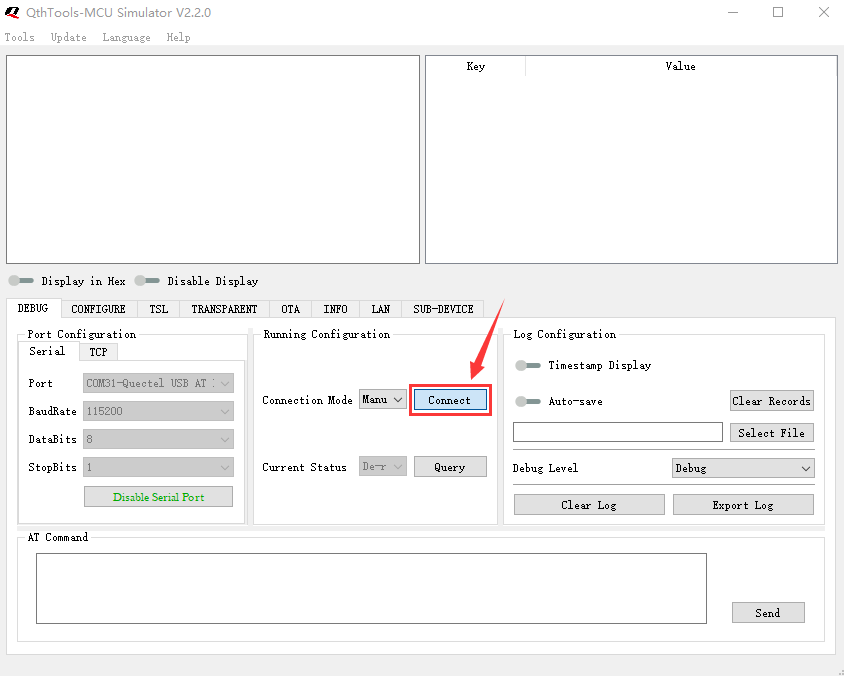 QthTools-MCU Simulator V2.2.0
Tools Update Language Help
Key Value
Display in Hex Disable Display
DEBUG CONFIGURE TSL TRANSPARENT OTA INFO LAN SUB-DEVICE
Port Configuration Running Configuration Log Configuration
Serial TCP
Timestamp Display
Port COM31-Quectel USB AT
Connection Mode Manu Connect
Auto-save Clear Records
BaudRate 115200
Select File
DataBits 8
StopBits 1
Current Status De-r Query
Debug Level Debug
Disable Serial Port
Clear Log Export Log
AT Command
Send